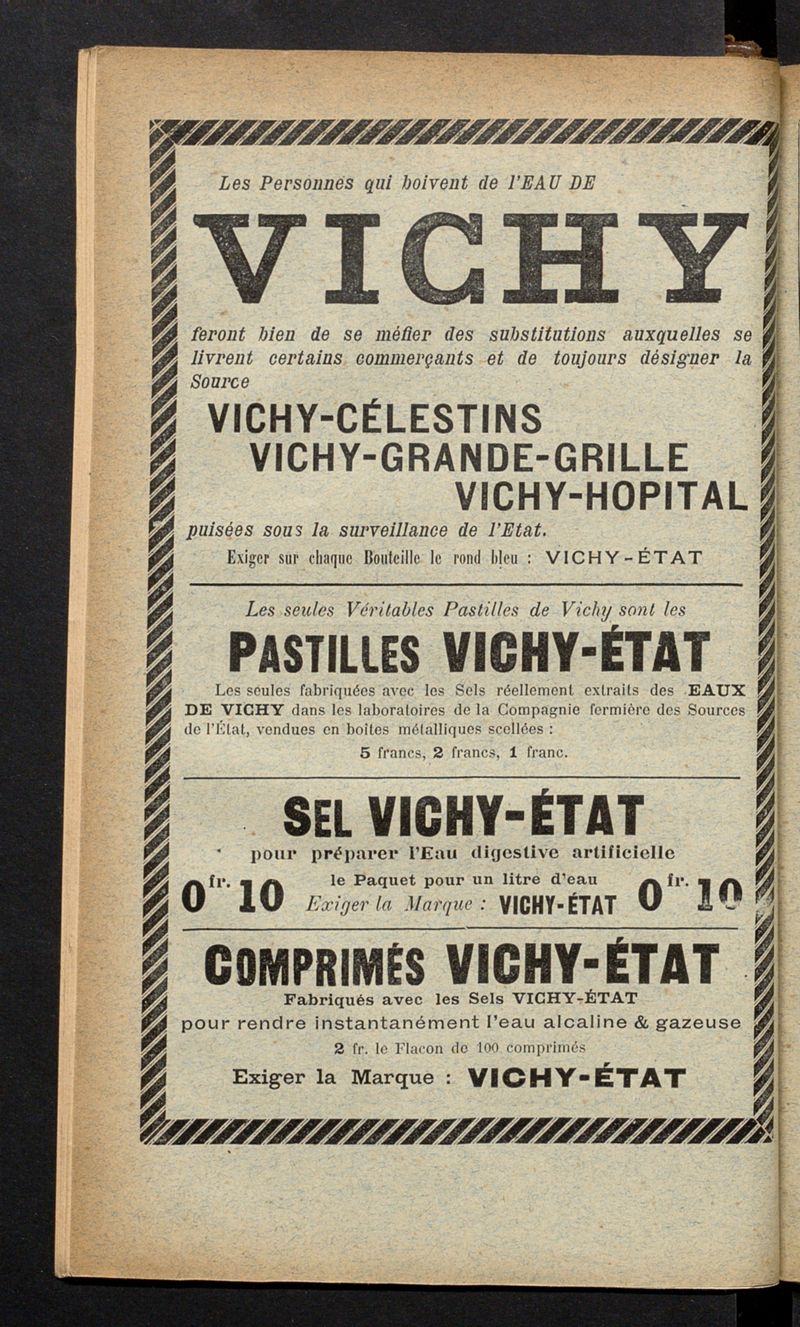 Les Personnes qui boivent de l'EAU DE
VICHY
feront bien de se méfier des substitutions auxquelles se
livrent certains commerçants et de toujours désigner la
Source
VICHY-CÉLESTINS
VICHY-GRANDE-GRILLE
VICHY-HOPITAL
puisées sous la surveillance de l'Etat.
Exiger sur chaque Bouteille le rond bleu : VICHY-ÉTAT
Les seules Véritables Pastilles de Vichy sont les
PASTILLES VICHY-ÉTAT
Les seules fabriquées avec les Sels réellement extraits des EAUX
DE VICHY dans les laboratoires de la Compagnie fermière des Sources
de l'État, vendues en boîtes métalliques scellées :
5 francs, 2 francs, 1 franc.
SEL VICHY-ÉTAT
pour préparer l'Eau digestive artificielle
0 fr. 10 le Paquet pour un litre d'eau 0 fr. 10
Exiger la Marque : VICHY-ÉTAT
COMPRIMÉS VICHY-ÉTAT
Fabriqués avec les Sels VICHY-ÉTAT
pour rendre instantanément l'eau alcaline & gazeuse
2 fr. le Flacon de 100 comprimés
Exiger la Marque : VICHY-ÉTAT